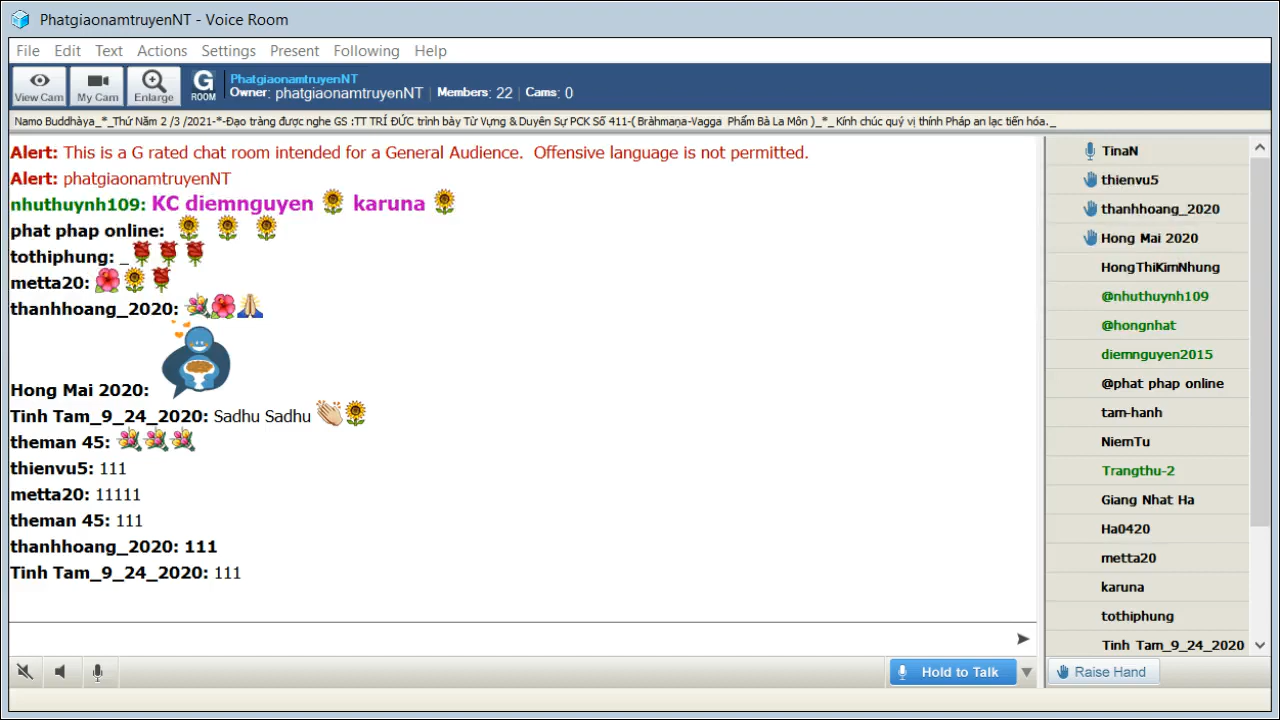 PhatgiaonamtruyenNT - Voice Room
File Edit Text Actions Settings Present Following Help
View Cam My Cam Enlarge G ROOM
PhatgiaonamtruyenNT
Owner: phatgiaonamtruyenNT | Members: 22 | Cams: 0
Namo Buddhàya_*_Thứ Năm 2 /3 /2021-*-Đạo tràng được nghe GS :TT TRÍ ĐỨC trình bày Từ Vựng & Duyên Sự PCK Số 411-( Bràhmaṇa-Vagga Phẩm Bà La Môn )_*_ Kính chúc quý vị thính Pháp an lạc tiến hóa._
Alert: This is a G rated chat room intended for a General Audience. Offensive language is not permitted.
Alert: phatgiaonamtruyenNT
nhuthuynh109: KC diemnguyen 🌻 karuna 🌻
phat phap online: 🌻 🌻 🌻
tothiphung: _🌹🌹🌹
metta20: 🌺🌻🌹
thanhhoang_2020: 💐🌺🙏
Hong Mai 2020:
Tinh Tam_9_24_2020: Sadhu Sadhu 👏🌻
theman 45: 💐💐💐
thienvu5: 111
metta20: 11111
theman 45: 111
thanhhoang_2020: 111
Tinh Tam_9_24_2020: 111
TinaN
thienvu5
thanhhoang_2020
Hong Mai 2020
HongThiKimNhung
@nhuthuynh109
@hongnhat
diemnguyen2015
@phat phap online
tam-hanh
NiemTu
Trangthu-2
Giang Nhat Ha
Ha0420
metta20
karuna
tothiphung
Tinh Tam_9_24_2020
Hold to Talk
Raise Hand